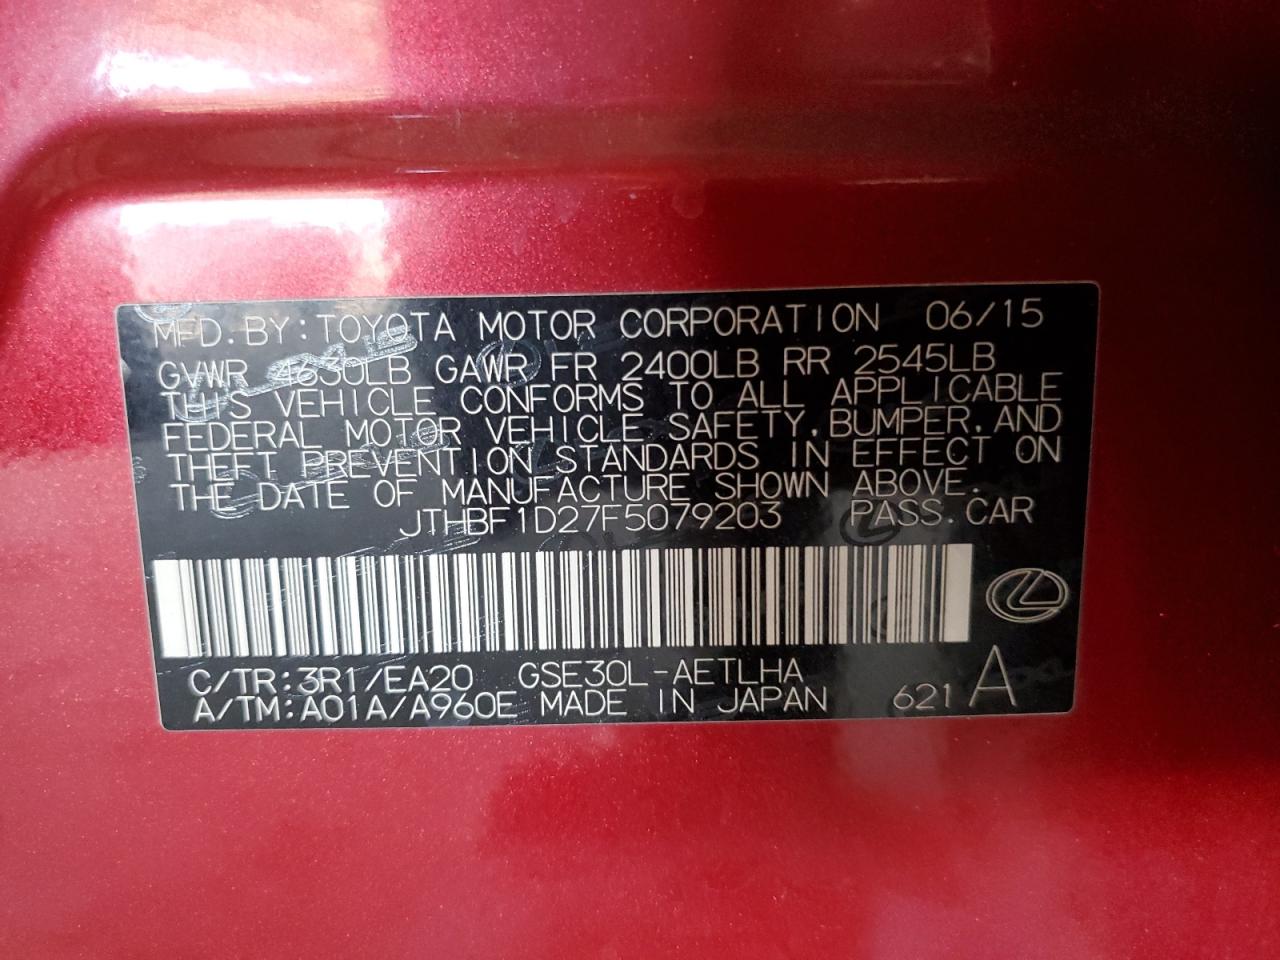 MFD. BY: TOYOTA MOTOR CORPORATION 06/15
GVWR 4630LB GAWR FR 2400LB RR 2545LB
THIS VEHICLE CONFORMS TO ALL APPLICABLE
FEDERAL MOTOR VEHICLE SAFETY, BUMPER, AND
THEFT PREVENTION STANDARDS IN EFFECT ON
THE DATE OF MANUFACTURE SHOWN ABOVE.
JTHBF1D27F5079203 PASS. CAR
C/TR: 3R1/EA20 GSE30L-AETLHA
A/TM: A01A/A960E MADE IN JAPAN 621 A